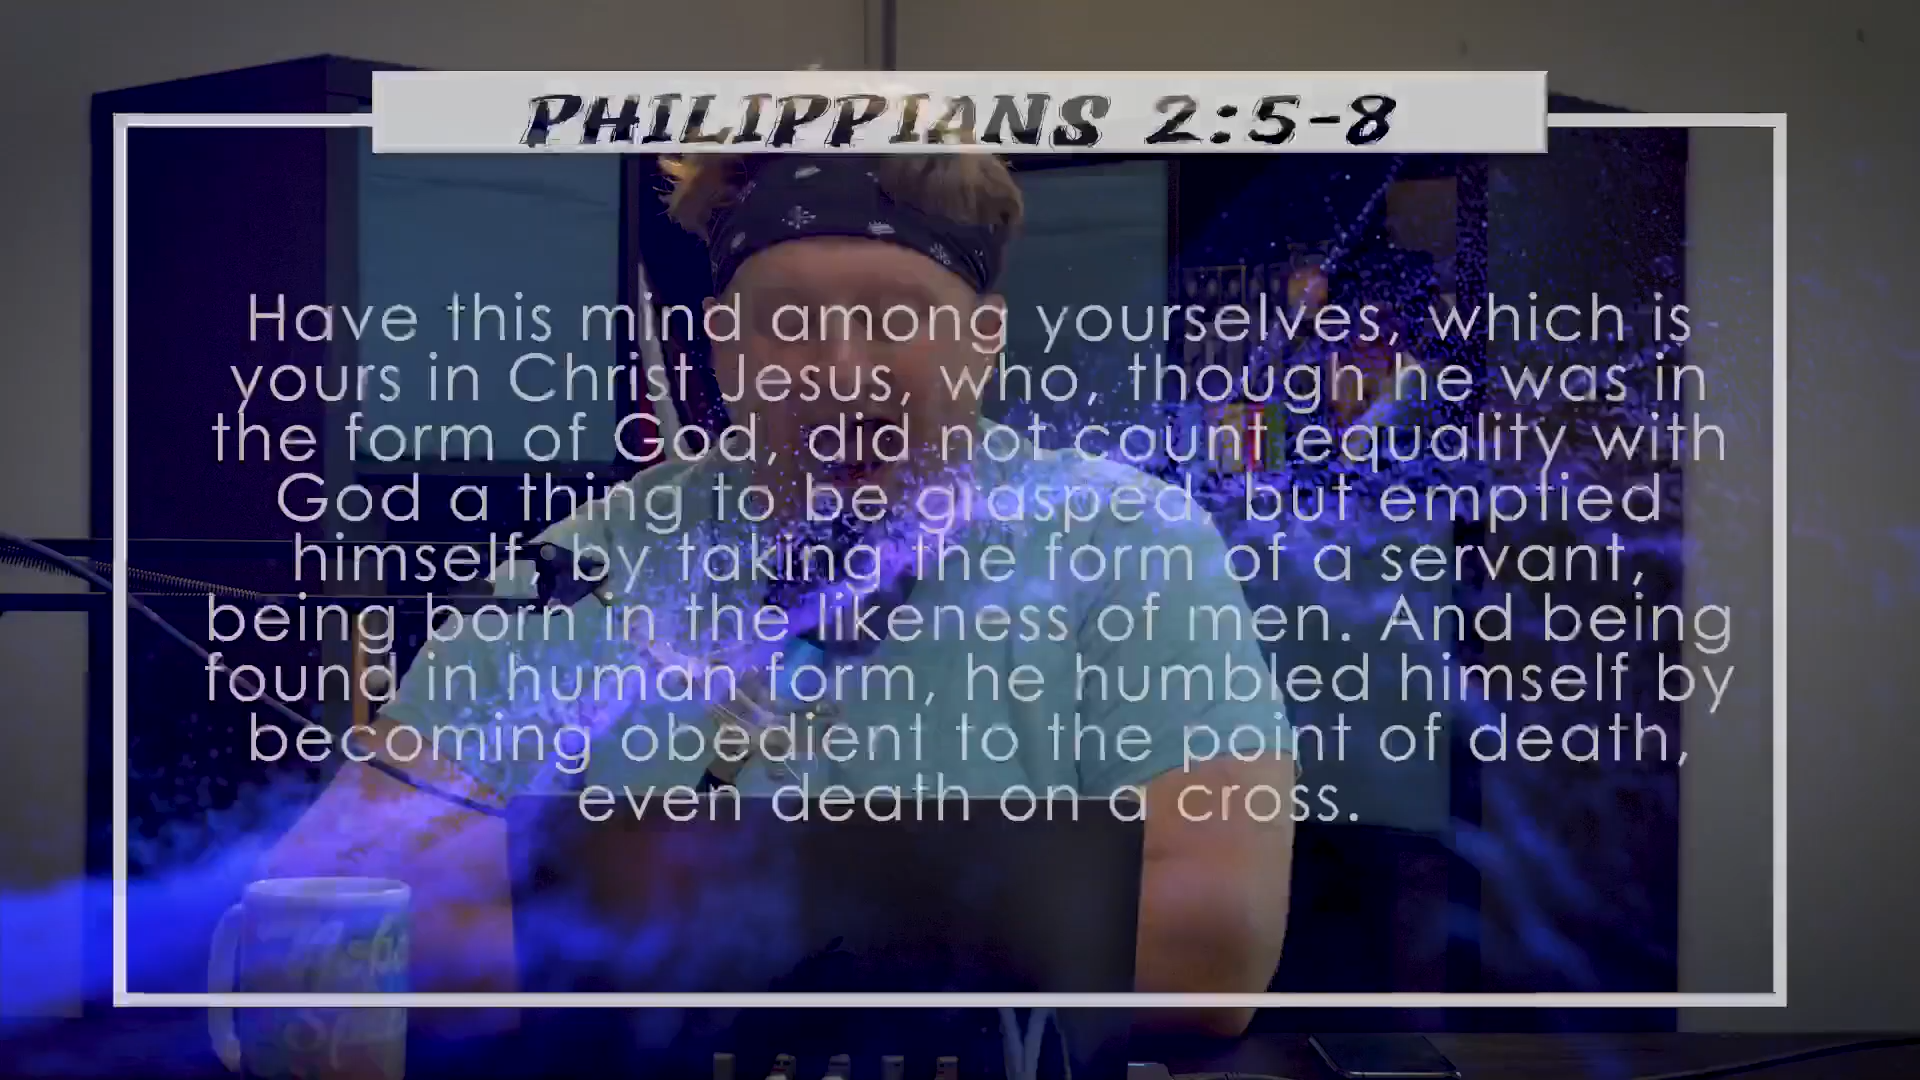 PHILIPPIANS 2:5-8
Have this mind among yourselves, which is
yours in Christ Jesus, who, though he was in
the form of God, did not count equality with
God a thing to be grasped, but emptied
himself, by taking the form of a servant,
being born in the likeness of men. And being
found in human form, he humbled himself by
becoming obedient to the point of death,
even death on a cross.